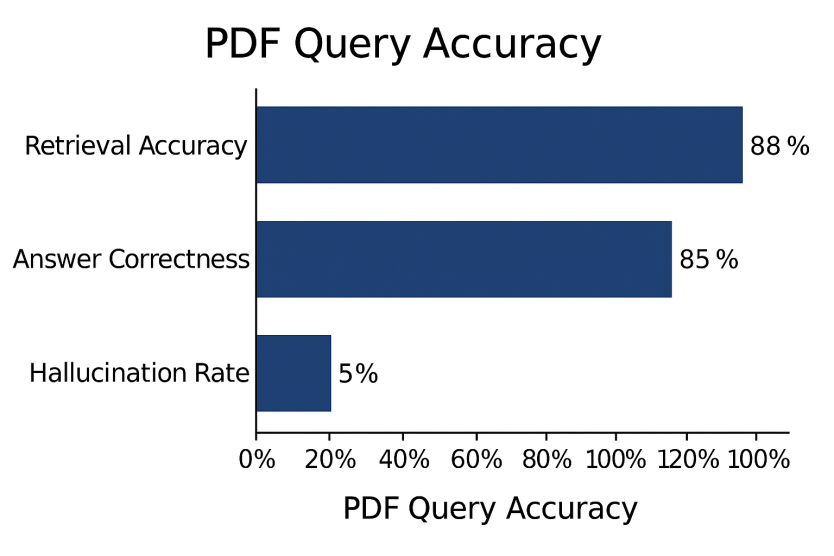 PDF Query Accuracy
Retrieval Accuracy 88 %
Answer Correctness 85 %
Hallucination Rate 5%
0% 20% 40% 60% 80% 100% 120% 100%
PDF Query Accuracy